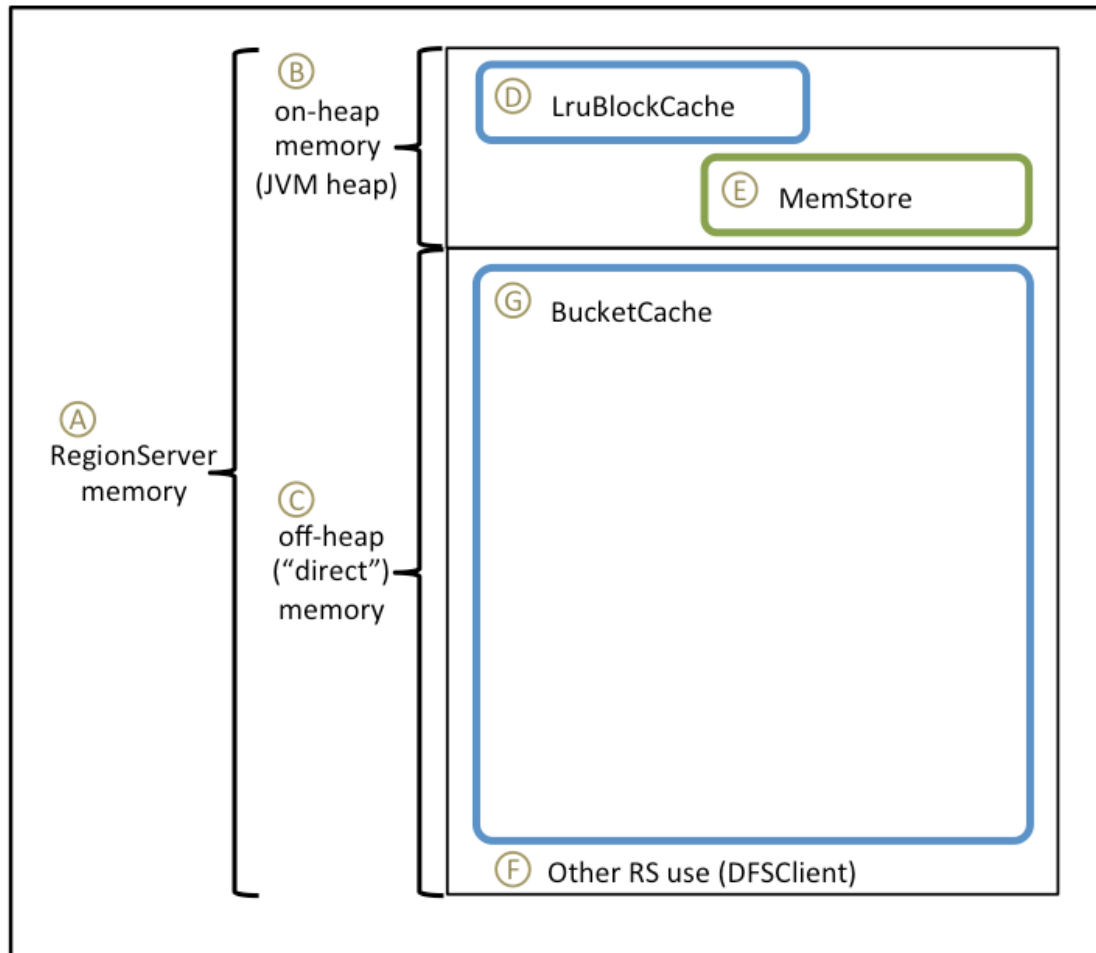 B
on-heap
memory
(JVM heap)
D LruBlockCache
E MemStore
G BucketCache
A
RegionServer
memory
C
off-heap
(“direct”)
memory
F Other RS use (DFSClient)